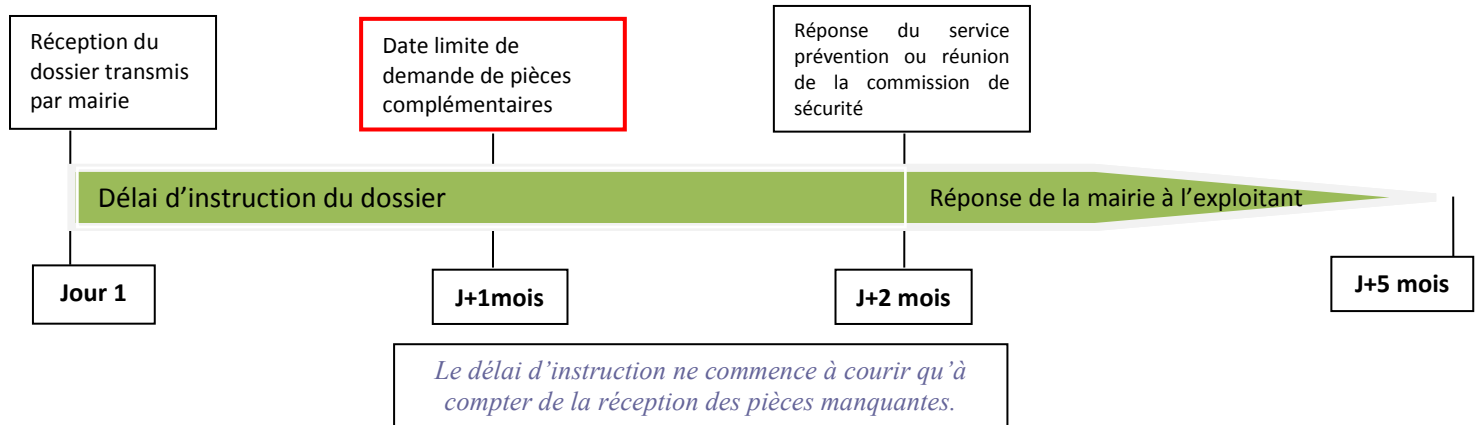 Réception du
dossier transmis
par mairie
Date limite de
demande de pièces
complémentaires
Réponse du service
prévention ou réunion
de la commission de
sécurité
Délai d’instruction du dossier
Réponse de la mairie à l’exploitant
Jour 1
J+1mois
J+2 mois
J+5 mois
Le délai d’instruction ne commence à courir qu’à
compter de la réception des pièces manquantes.